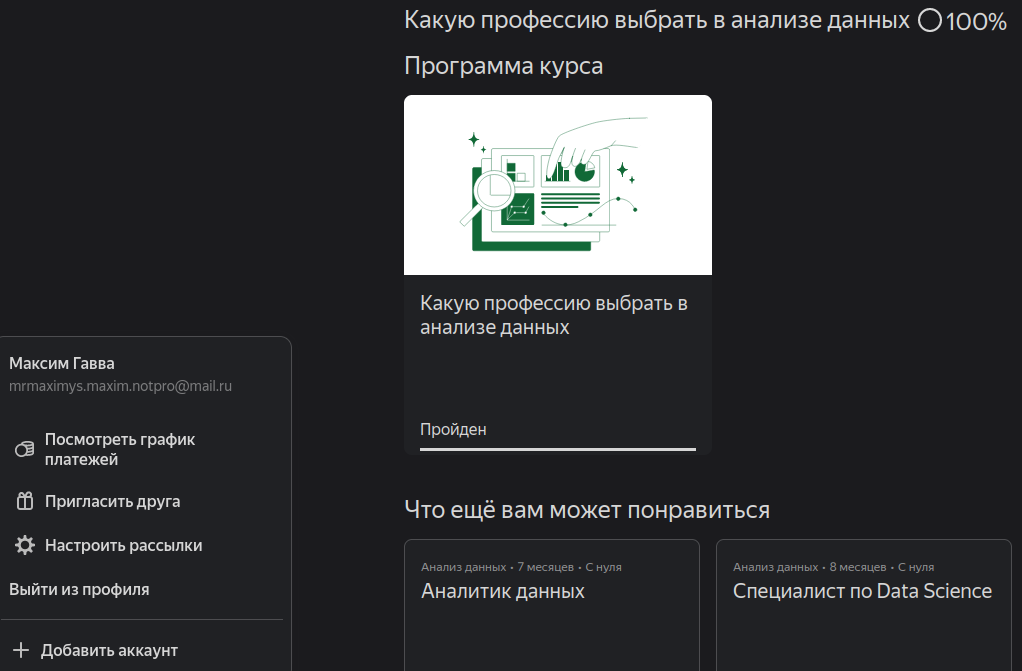 Какую профессию выбрать в анализе данных 100%
Программа курса
Какую профессию выбрать в
анализе данных
Пройден
Максим Гавва
mrmaximys.maxim.notpro@mail.ru
Посмотреть график
платежей
Пригласить друга
Настроить рассылки
Выйти из профиля
Добавить аккаунт
Что ещё вам может понравиться
Анализ данных • 7 месяцев • С нуля
Аналитик данных
Анализ данных • 8 месяцев • С нуля
Специалист по Data Science